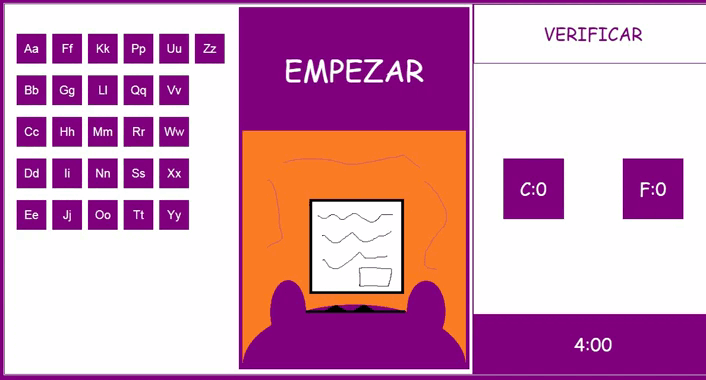 Aa Ff Kk Pp Uu Zz
Bb Gg Ll Qq Vv
Cc Hh Mm Rr Ww
Dd Ii Nn Ss Xx
Ee Jj Oo Tt Yy
EMPEZAR
VERIFICAR
C:0 F:0
4:00